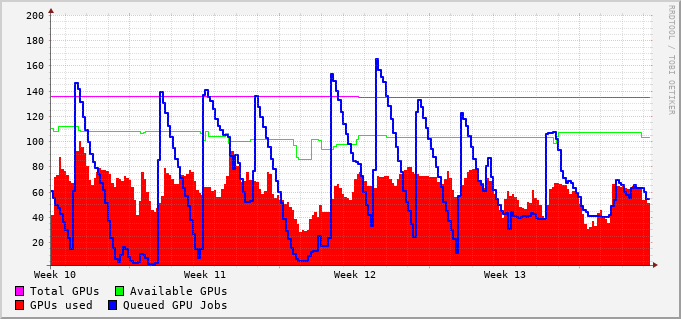 200
180
160
140
120
100
80
60
40
20
Week 10 Week 11 Week 12 Week 13
Total GPUs Available GPUs
GPUs used Queued GPU Jobs
RRDTOOL / TOBI OETIKER